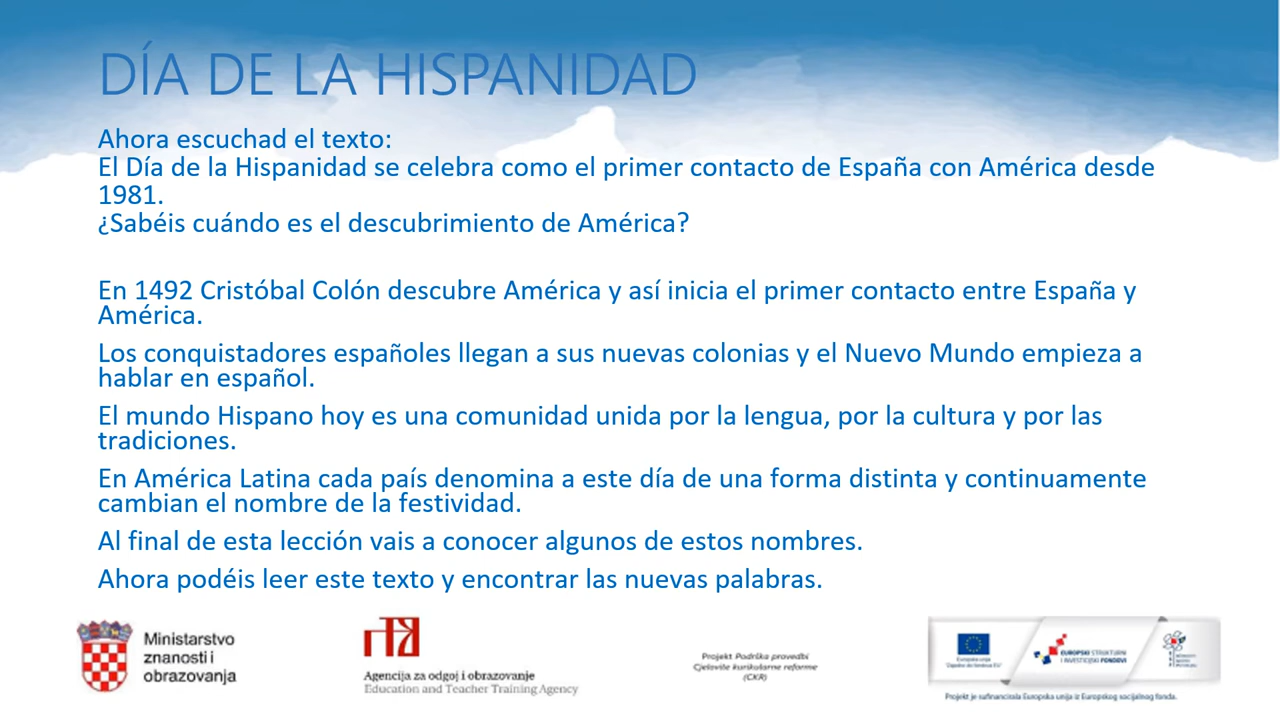 DÍA DE LA HISPANIDAD
Ahora escuchad el texto:
El Día de la Hispanidad se celebra como el primer contacto de España con América desde
1981.
¿Sabéis cuándo es el descubrimiento de América?
En 1492 Cristóbal Colón descubre América y así inicia el primer contacto entre España y
América.
Los conquistadores españoles llegan a sus nuevas colonias y el Nuevo Mundo empieza a
hablar en español.
El mundo Hispano hoy es una comunidad unida por la lengua, por la cultura y por las
tradiciones.
En América Latina cada país denomina a este día de una forma distinta y continuamente
cambian el nombre de la festividad.
Al final de esta lección vais a conocer algunos de estos nombres.
Ahora podéis leer este texto y encontrar las nuevas palabras.
Ministarstvo
znanosti i
obrazovanja
Agencija za odgoj i obrazovanje
Education and Teacher Training Agency
Projekt Podrška provedbi
Cjelovite kurikularne reforme
(CKR)
Europska unija
EUROPSKI STRUKTURNI
I INVESTICIJSKI FONDOVI
Projekt je sufinancirala Europska unija iz Europskog socijalnog fonda.